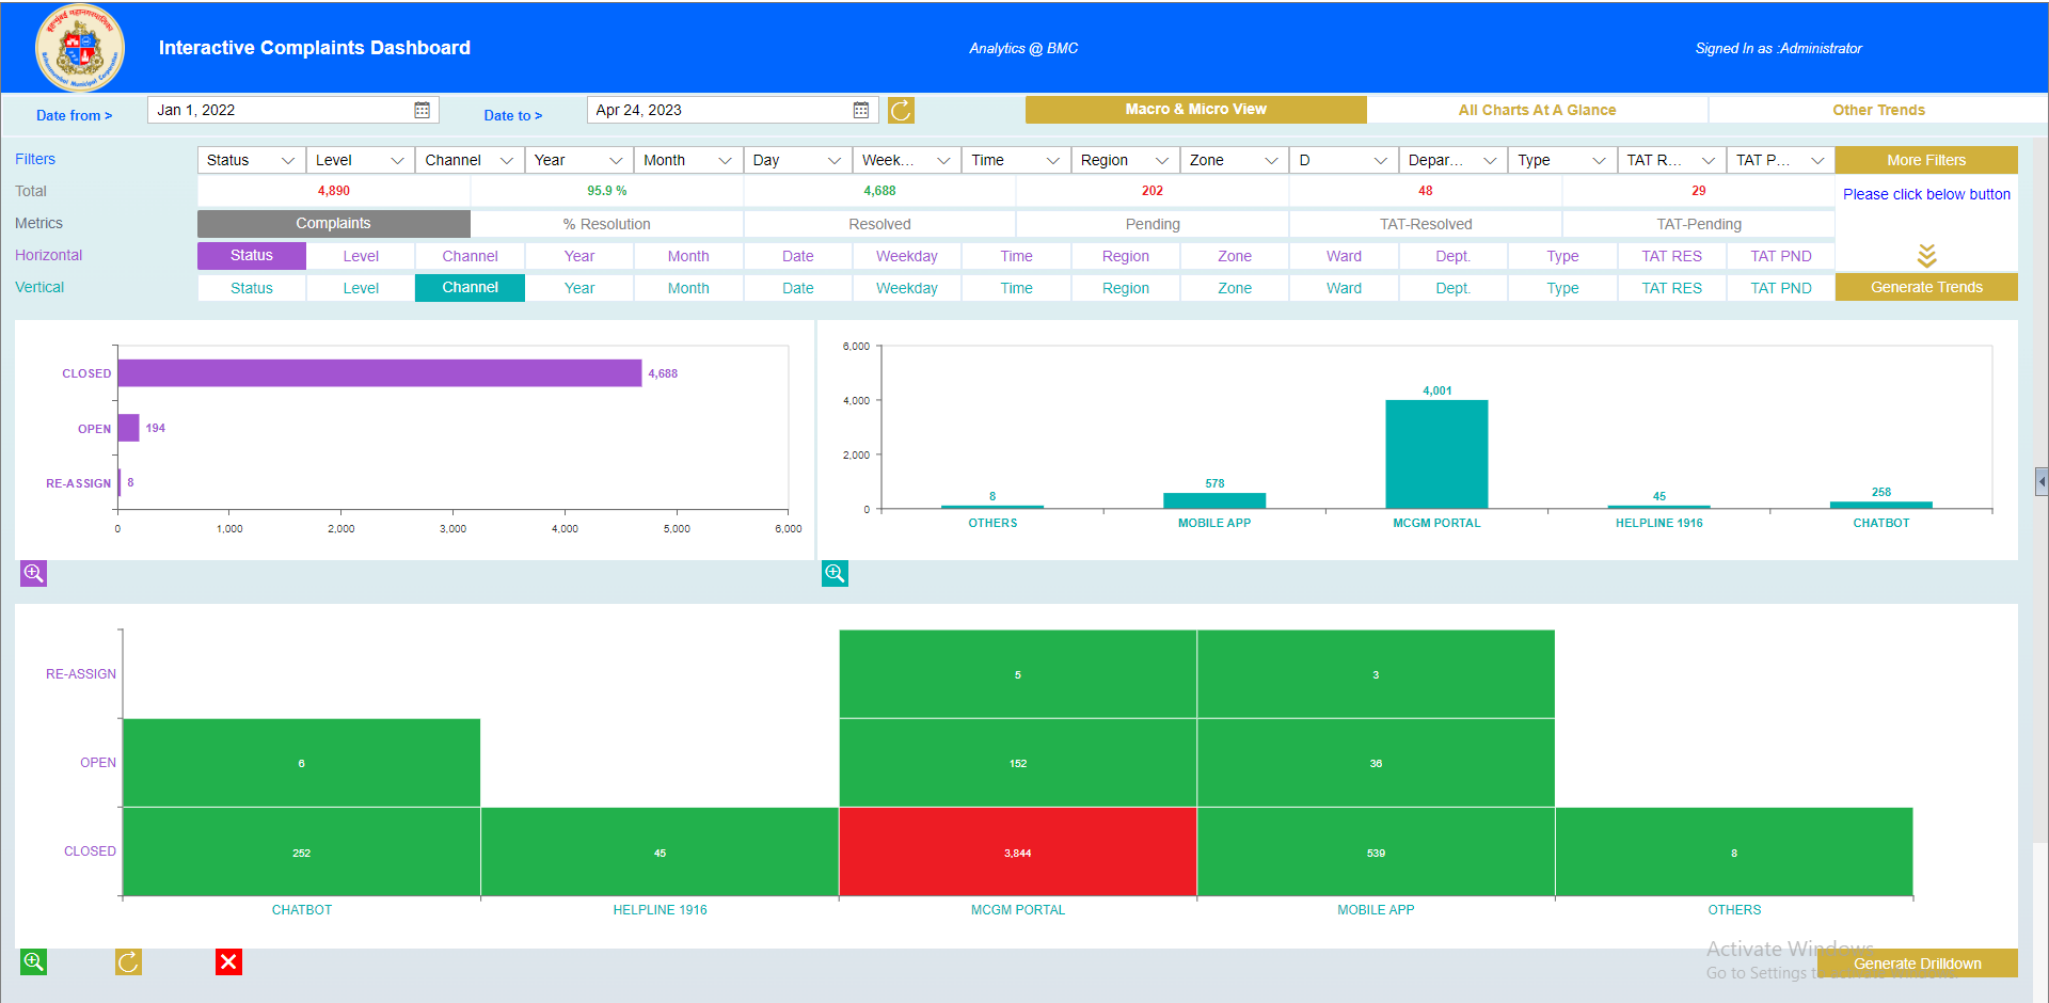 Interactive Complaints Dashboard
Analytics @ BMC
Signed In as :Administrator
Date from >
Jan 1, 2022
Date to >
Apr 24, 2023
Macro & Micro View
All Charts At A Glance
Other Trends
Filters
Status
Level
Channel
Year
Month
Day
Week...
Time
Region
Zone
D
Depar...
Type
TAT R...
TAT P...
More Filters
Total
4,890
95.9 %
4,688
202
48
29
Please click below button
Metrics
Complaints
% Resolution
Resolved
Pending
TAT-Resolved
TAT-Pending
Horizontal
Status
Level
Channel
Year
Month
Date
Weekday
Time
Region
Zone
Ward
Dept.
Type
TAT RES
TAT PND
Vertical
Status
Level
Channel
Year
Month
Date
Weekday
Time
Region
Zone
Ward
Dept.
Type
TAT RES
TAT PND
Generate Trends
CLOSED
4,688
OPEN
194
RE-ASSIGN
8
0
1,000
2,000
3,000
4,000
5,000
6,000
6,000
4,000
2,000
0
8
578
4,001
45
258
OTHERS
MOBILE APP
MCGM PORTAL
HELPLINE 1916
CHATBOT
RE-ASSIGN
5
3
OPEN
6
152
36
CLOSED
252
45
3,844
539
8
CHATBOT
HELPLINE 1916
MCGM PORTAL
MOBILE APP
OTHERS
Activate Windows
Go to Settings to
Generate Drilldown